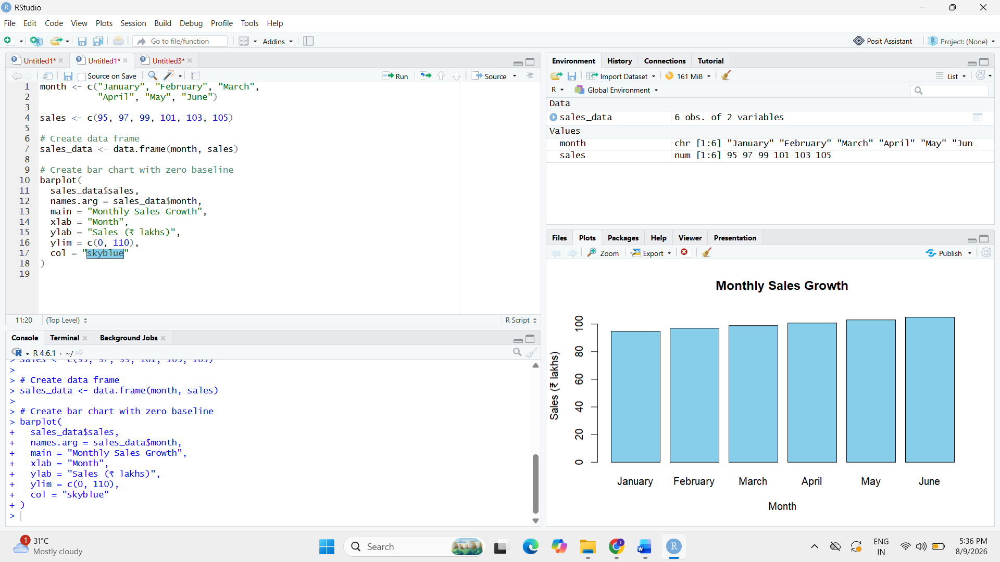 RStudio
File Edit Code View Plots Session Build Debug Profile Tools Help
Go to file/function Addins Posit Assistant Project: (None)
Untitled1* Untitled1* Untitled3*
Source on Save Run Source
1 month <- c("January", "February", "March",
2 "April", "May", "June")
3
4 sales <- c(95, 97, 99, 101, 103, 105)
5
6 # Create data frame
7 sales_data <- data.frame(month, sales)
8
9 # Create bar chart with zero baseline
10 barplot(
11 sales_data$sales,
12 names.arg = sales_data$month,
13 main = "Monthly Sales Growth",
14 xlab = "Month",
15 ylab = "Sales (₹ lakhs)",
16 ylim = c(0, 110),
17 col = "skyblue"
18 )
19
11:20 (Top Level) R Script
Console Terminal Background Jobs
R 4.6.1 · ~/
> sales <- c(95, 97, 99, 101, 103, 105)
>
> # Create data frame
> sales_data <- data.frame(month, sales)
>
> # Create bar chart with zero baseline
> barplot(
+ sales_data$sales,
+ names.arg = sales_data$month,
+ main = "Monthly Sales Growth",
+ xlab = "Month",
+ ylab = "Sales (₹ lakhs)",
+ ylim = c(0, 110),
+ col = "skyblue"
+ )
>
Environment History Connections Tutorial
Import Dataset 161 MiB List
R Global Environment
Data
sales_data 6 obs. of 2 variables
Values
month chr [1:6] "January" "February" "March" "April" "May" "Jun…
sales num [1:6] 95 97 99 101 103 105
Files Plots Packages Help Viewer Presentation
Zoom Export Publish
Monthly Sales Growth
Sales (₹ lakhs)
100
80
60
40
20
0
January February March April May June
Month
1 31°C
Mostly cloudy
Search
ENG
IN
5:36 PM
8/9/2026